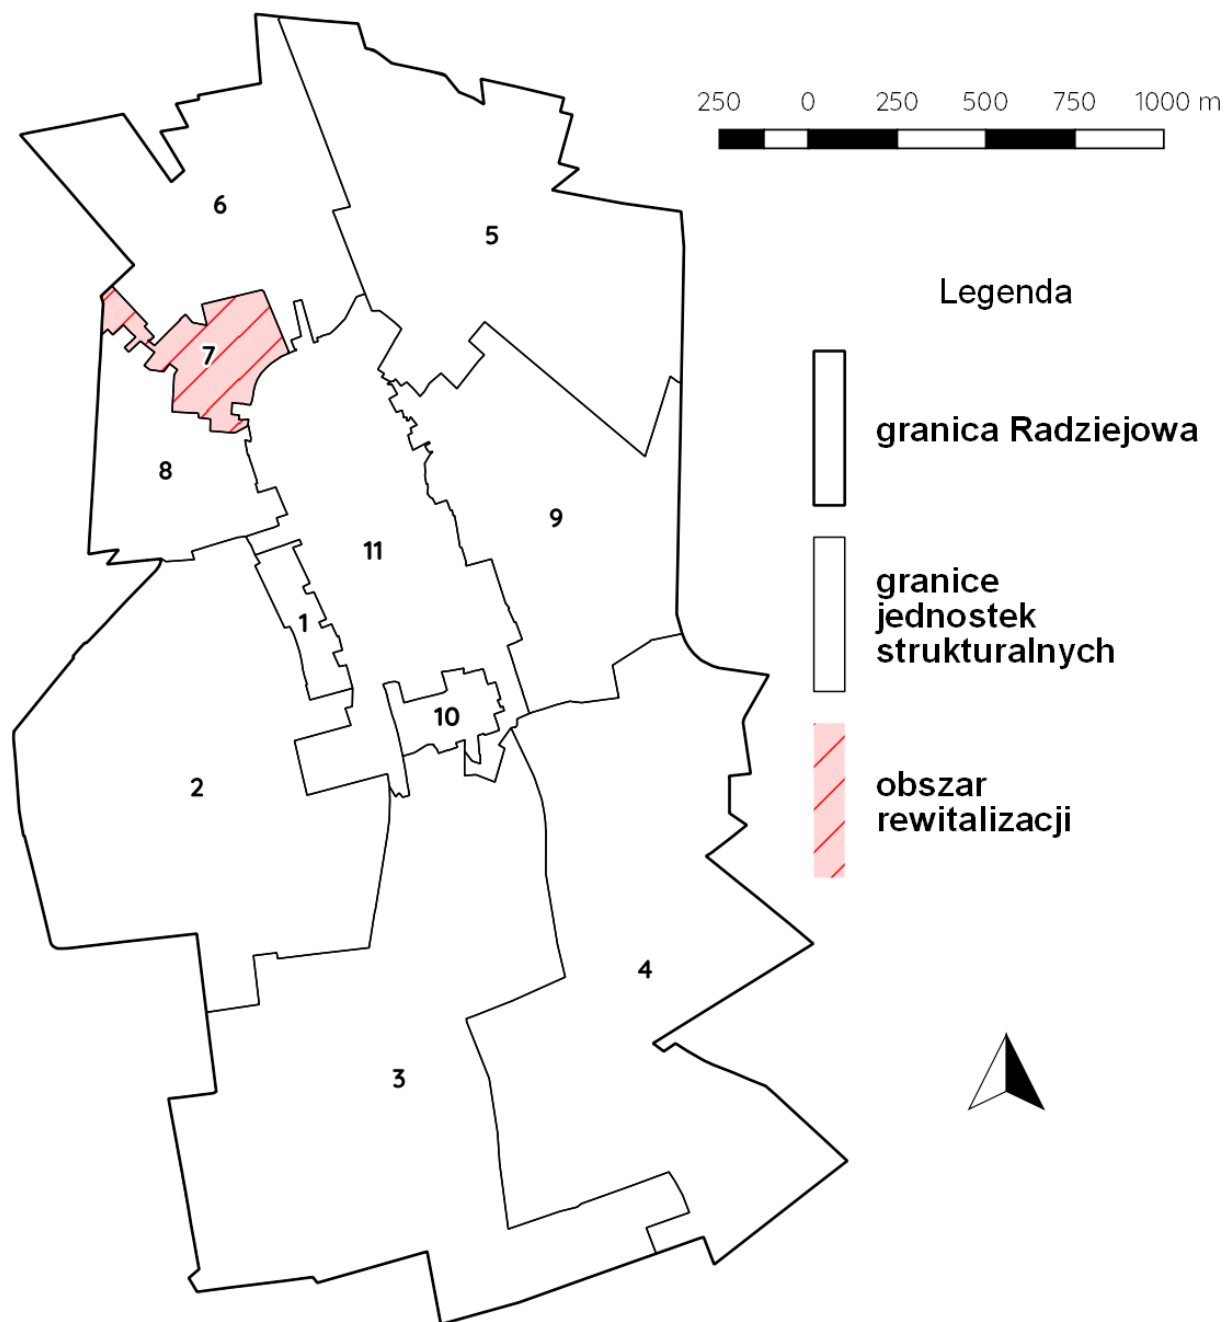 250 0 250 500 750 1000 m
6
5
Legenda
7
granica Radziejowa
8
9
11
granice
jednostek
strukturalnych
1
10
2
obszar
rewitalizacji
4
3